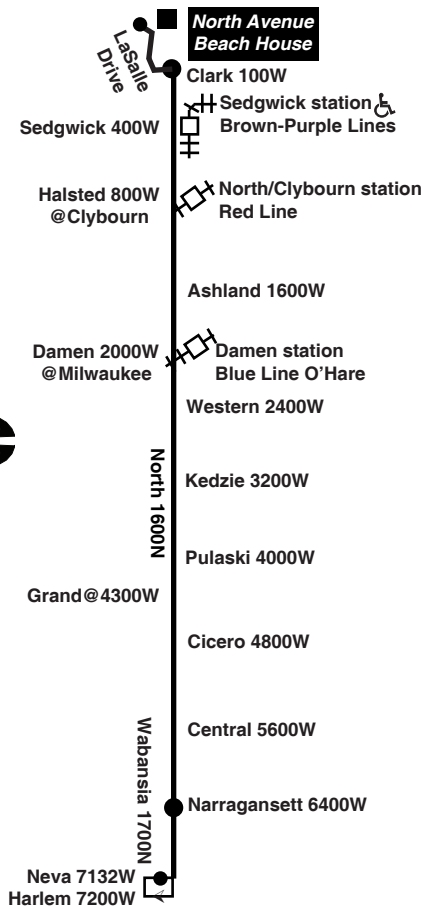 North Avenue
Beach House
LaSalle
Drive
Clark 100W
Sedgwick station
Sedgwick 400W
Brown-Purple Lines
Halsted 800W
@Clybourn
North/Clybourn station
Red Line
Ashland 1600W
Damen 2000W
@Milwaukee
Damen station
Blue Line O’Hare
Western 2400W
North 1600N
Kedzie 3200W
Pulaski 4000W
Grand@4300W
Cicero 4800W
Wabansia 1700N
Central 5600W
Narragansett 6400W
Neva 7132W
Harlem 7200W